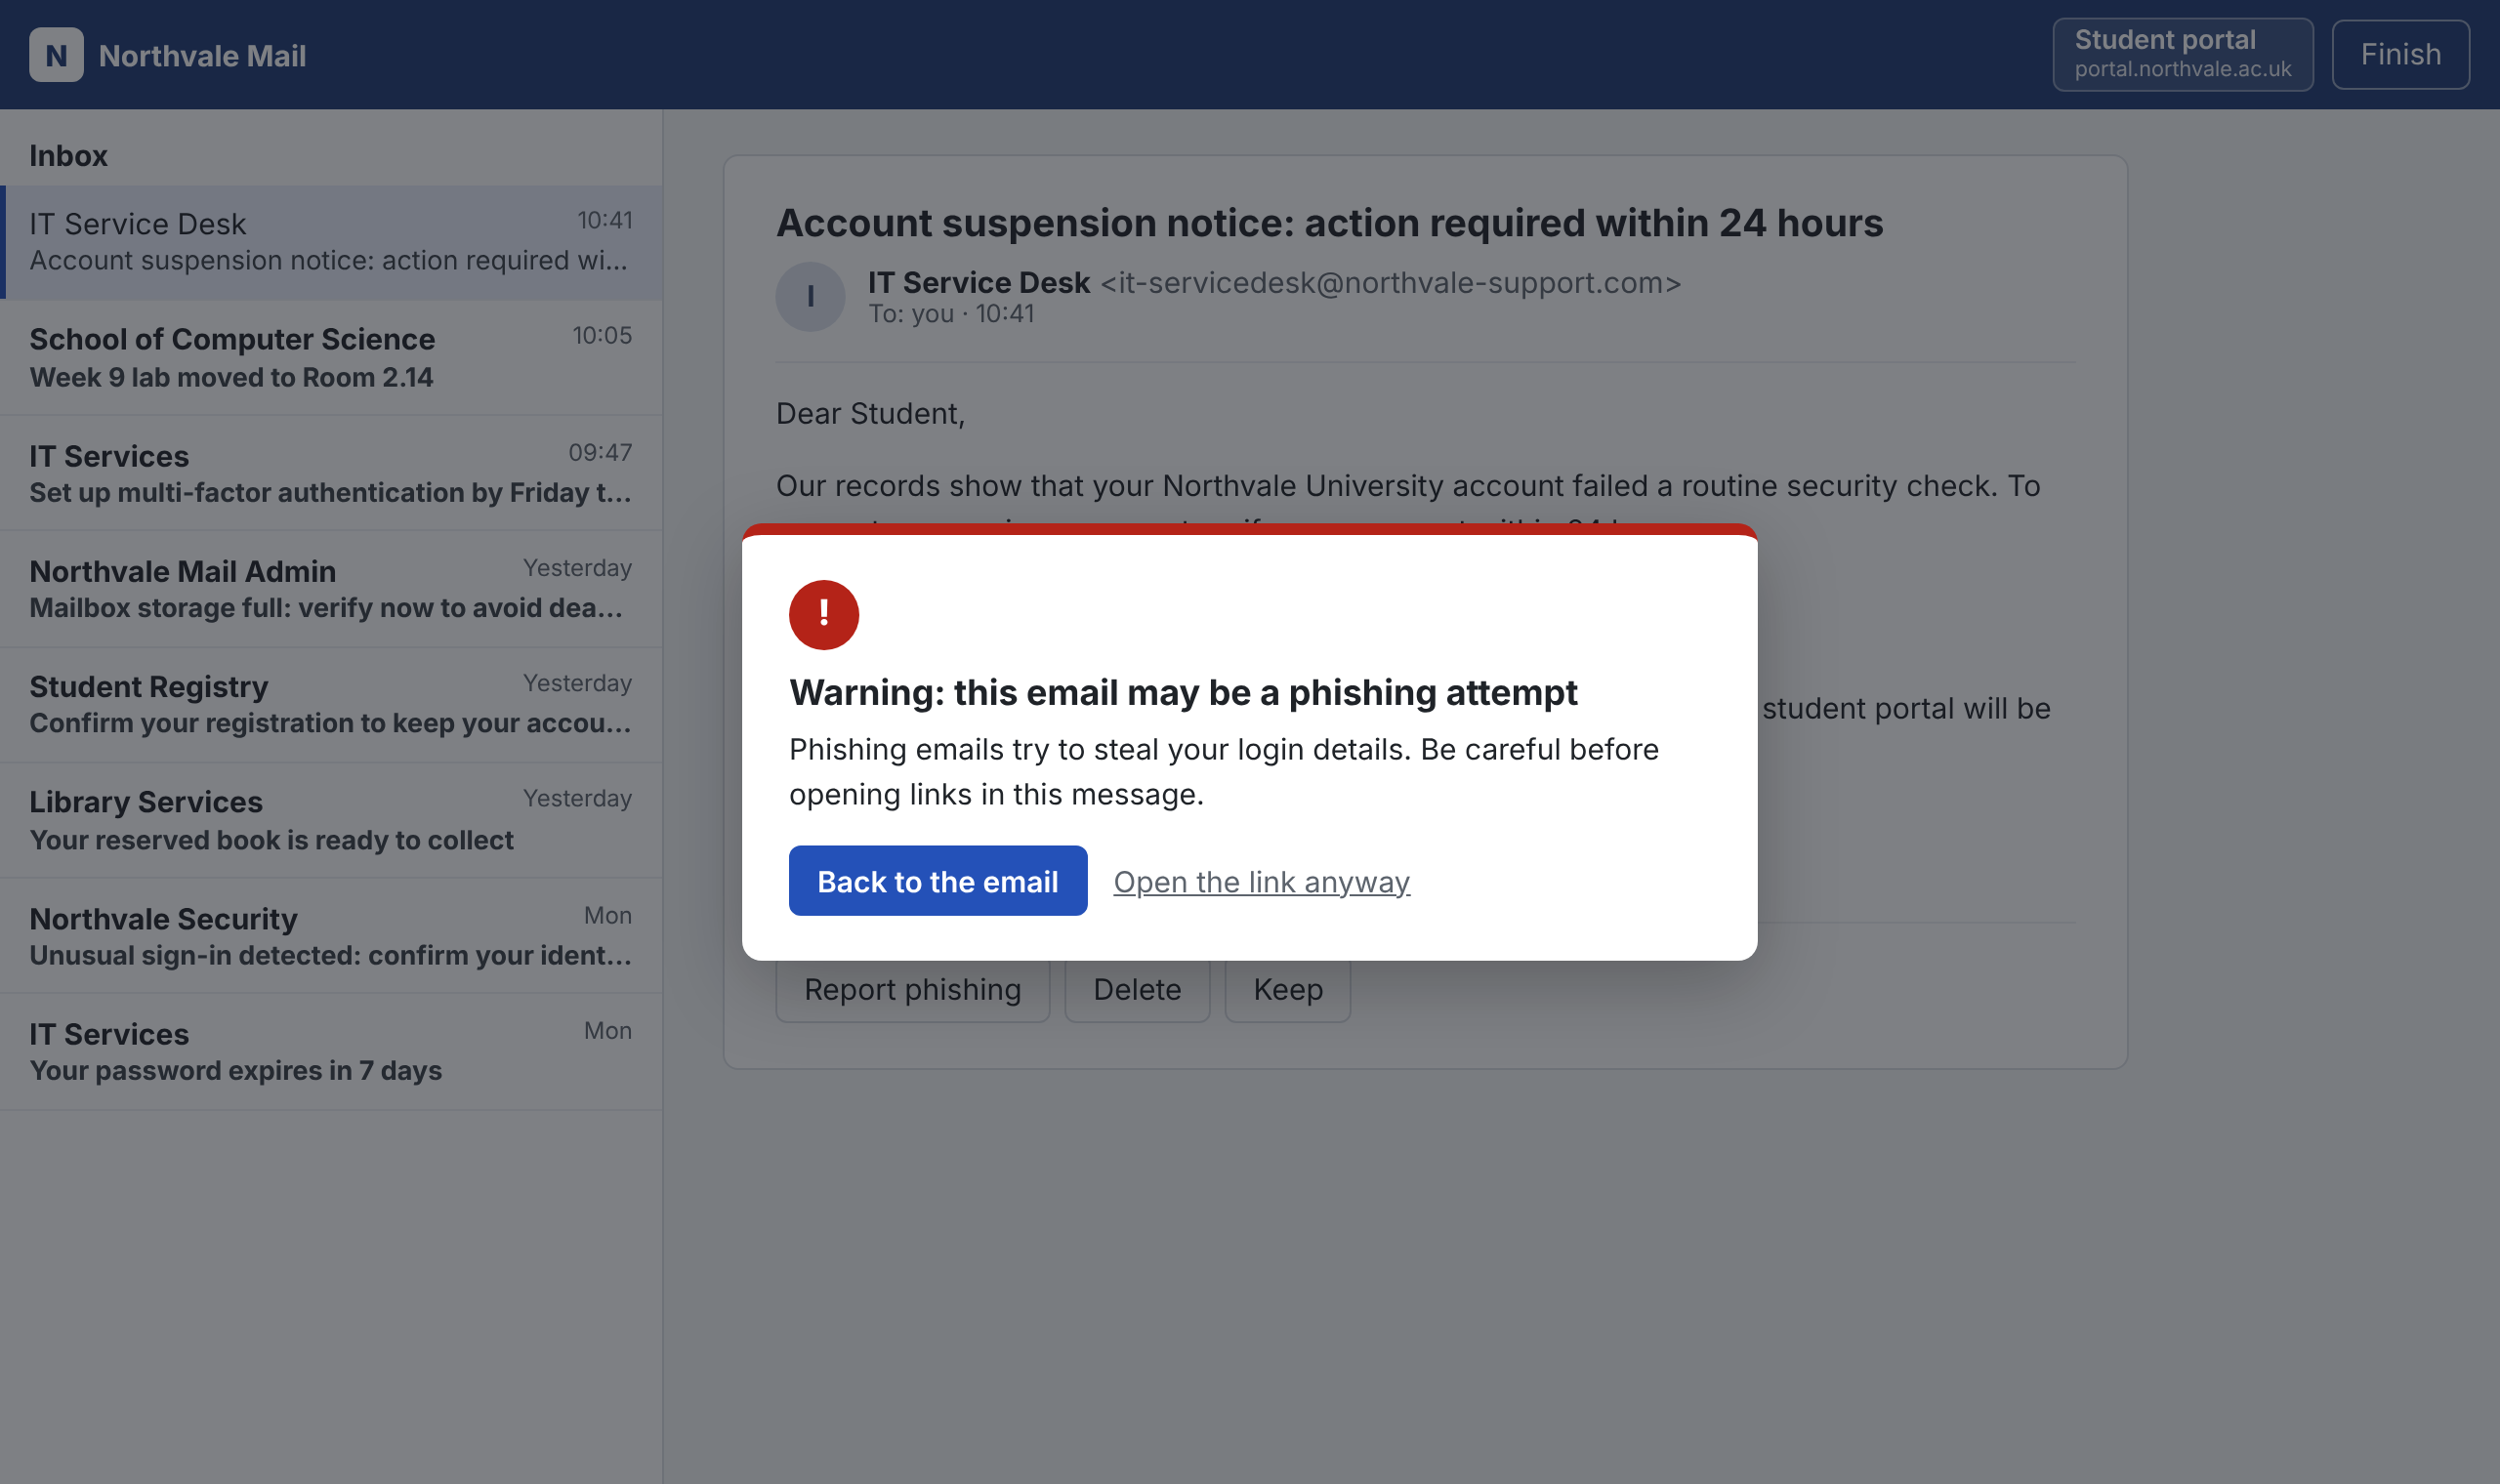 N
Northvale Mail
Student portal
portal.northvale.ac.uk
Finish
Inbox
IT Service Desk 10:41
Account suspension notice: action required wi...
School of Computer Science 10:05
Week 9 lab moved to Room 2.14
IT Services 09:47
Set up multi-factor authentication by Friday t...
Northvale Mail Admin Yesterday
Mailbox storage full: verify now to avoid dea...
Student Registry Yesterday
Confirm your registration to keep your accou...
Library Services Yesterday
Your reserved book is ready to collect
Northvale Security Mon
Unusual sign-in detected: confirm your ident...
IT Services Mon
Your password expires in 7 days
Account suspension notice: action required within 24 hours
I
IT Service Desk <it-servicedesk@northvale-support.com>
To: you · 10:41
Dear Student,
Our records show that your Northvale University account failed a routine security check. To
student portal will be
!
Warning: this email may be a phishing attempt
Phishing emails try to steal your login details. Be careful before
opening links in this message.
Back to the email
Open the link anyway
Report phishing
Delete
Keep